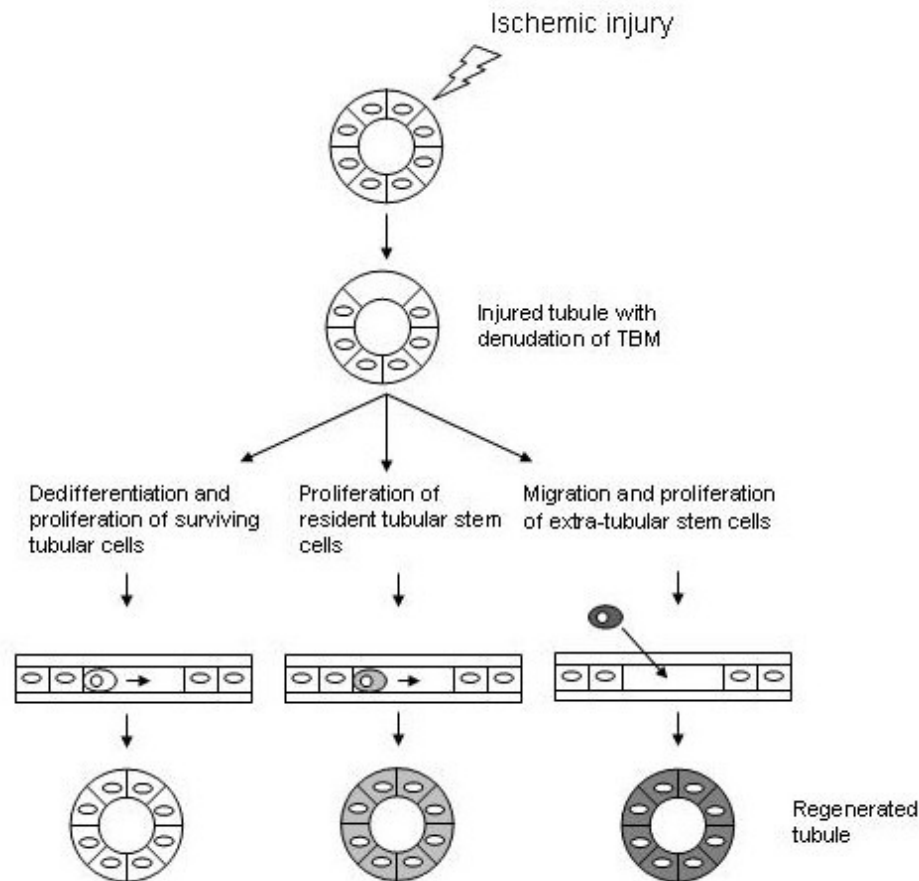 Ischemic injury
Injured tubule with
denudation of TBM
Dedifferentiation and
proliferation of surviving
tubular cells
Proliferation of
resident tubular stem
cells
Migration and proliferation
of extra-tubular stem cells
Regenerated
tubule